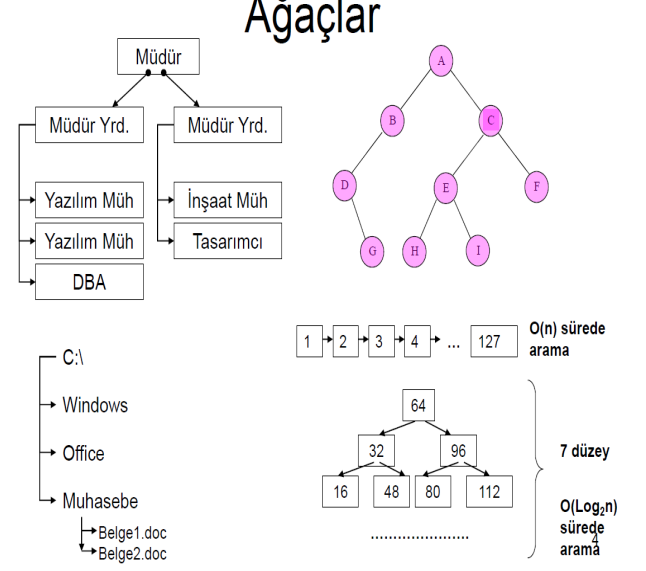 Ağaçlar
Müdür
Müdür Yrd.
Müdür Yrd.
Yazılım Müh
İnşaat Müh
Yazılım Müh
Tasarımcı
DBA
A
B
C
D
E
F
G
H
I
C:\
Windows
Office
Muhasebe
Belge1.doc
Belge2.doc
1 2 3 4 ... 127
O(n) sürede
arama
64
32 96
16 48 80 112
......................
7 düzey
O(Log₂n)
sürede
arama
4